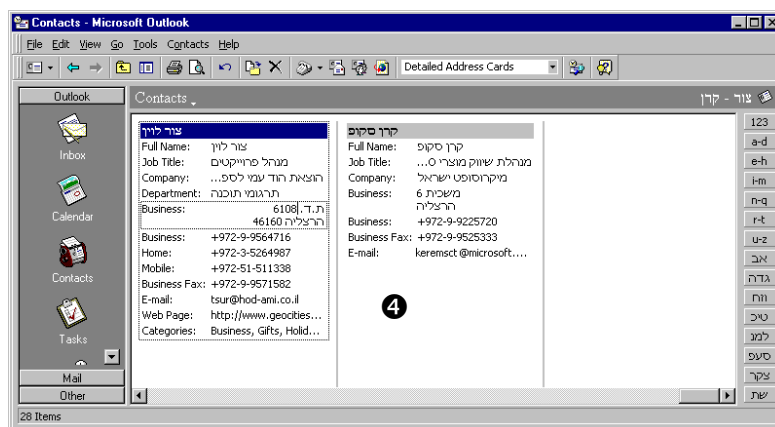 Contacts - Microsoft Outlook
File Edit View Go Tools Contacts Help
Detailed Address Cards
Outlook
Contacts
צור - קרן
Inbox
Calendar
Contacts
Tasks
Mail
Other
צור לוין
Full Name: צור לוין
Job Title: מנהל פרוייקטים
Company: הוצאת הוד עמי לספ...
Department: תרגומי תוכנה
Business: ת.ד. 6108
הרצליה 46160
Business: +972-9-9564716
Home: +972-3-5264987
Mobile: +972-51-511338
Business Fax: +972-9-9571582
E-mail: tsur@hod-ami.co.il
Web Page: http://www.geocities...
Categories: Business, Gifts, Holid...
קרן סקופ
Full Name: קרן סקופ
Job Title: מנהלת שיווק מוצרי O...
Company: מיקרוסופט ישראל
Business: משכית 6
הרצליה
Business: +972-9-9225720
Business Fax: +972-9-9525333
E-mail: keremsct@microsoft....
4
123
a-d
e-h
i-m
n-q
r-t
u-z
אב
גדה
וזח
טיכ
למנ
סעפ
צקר
שת
28 Items